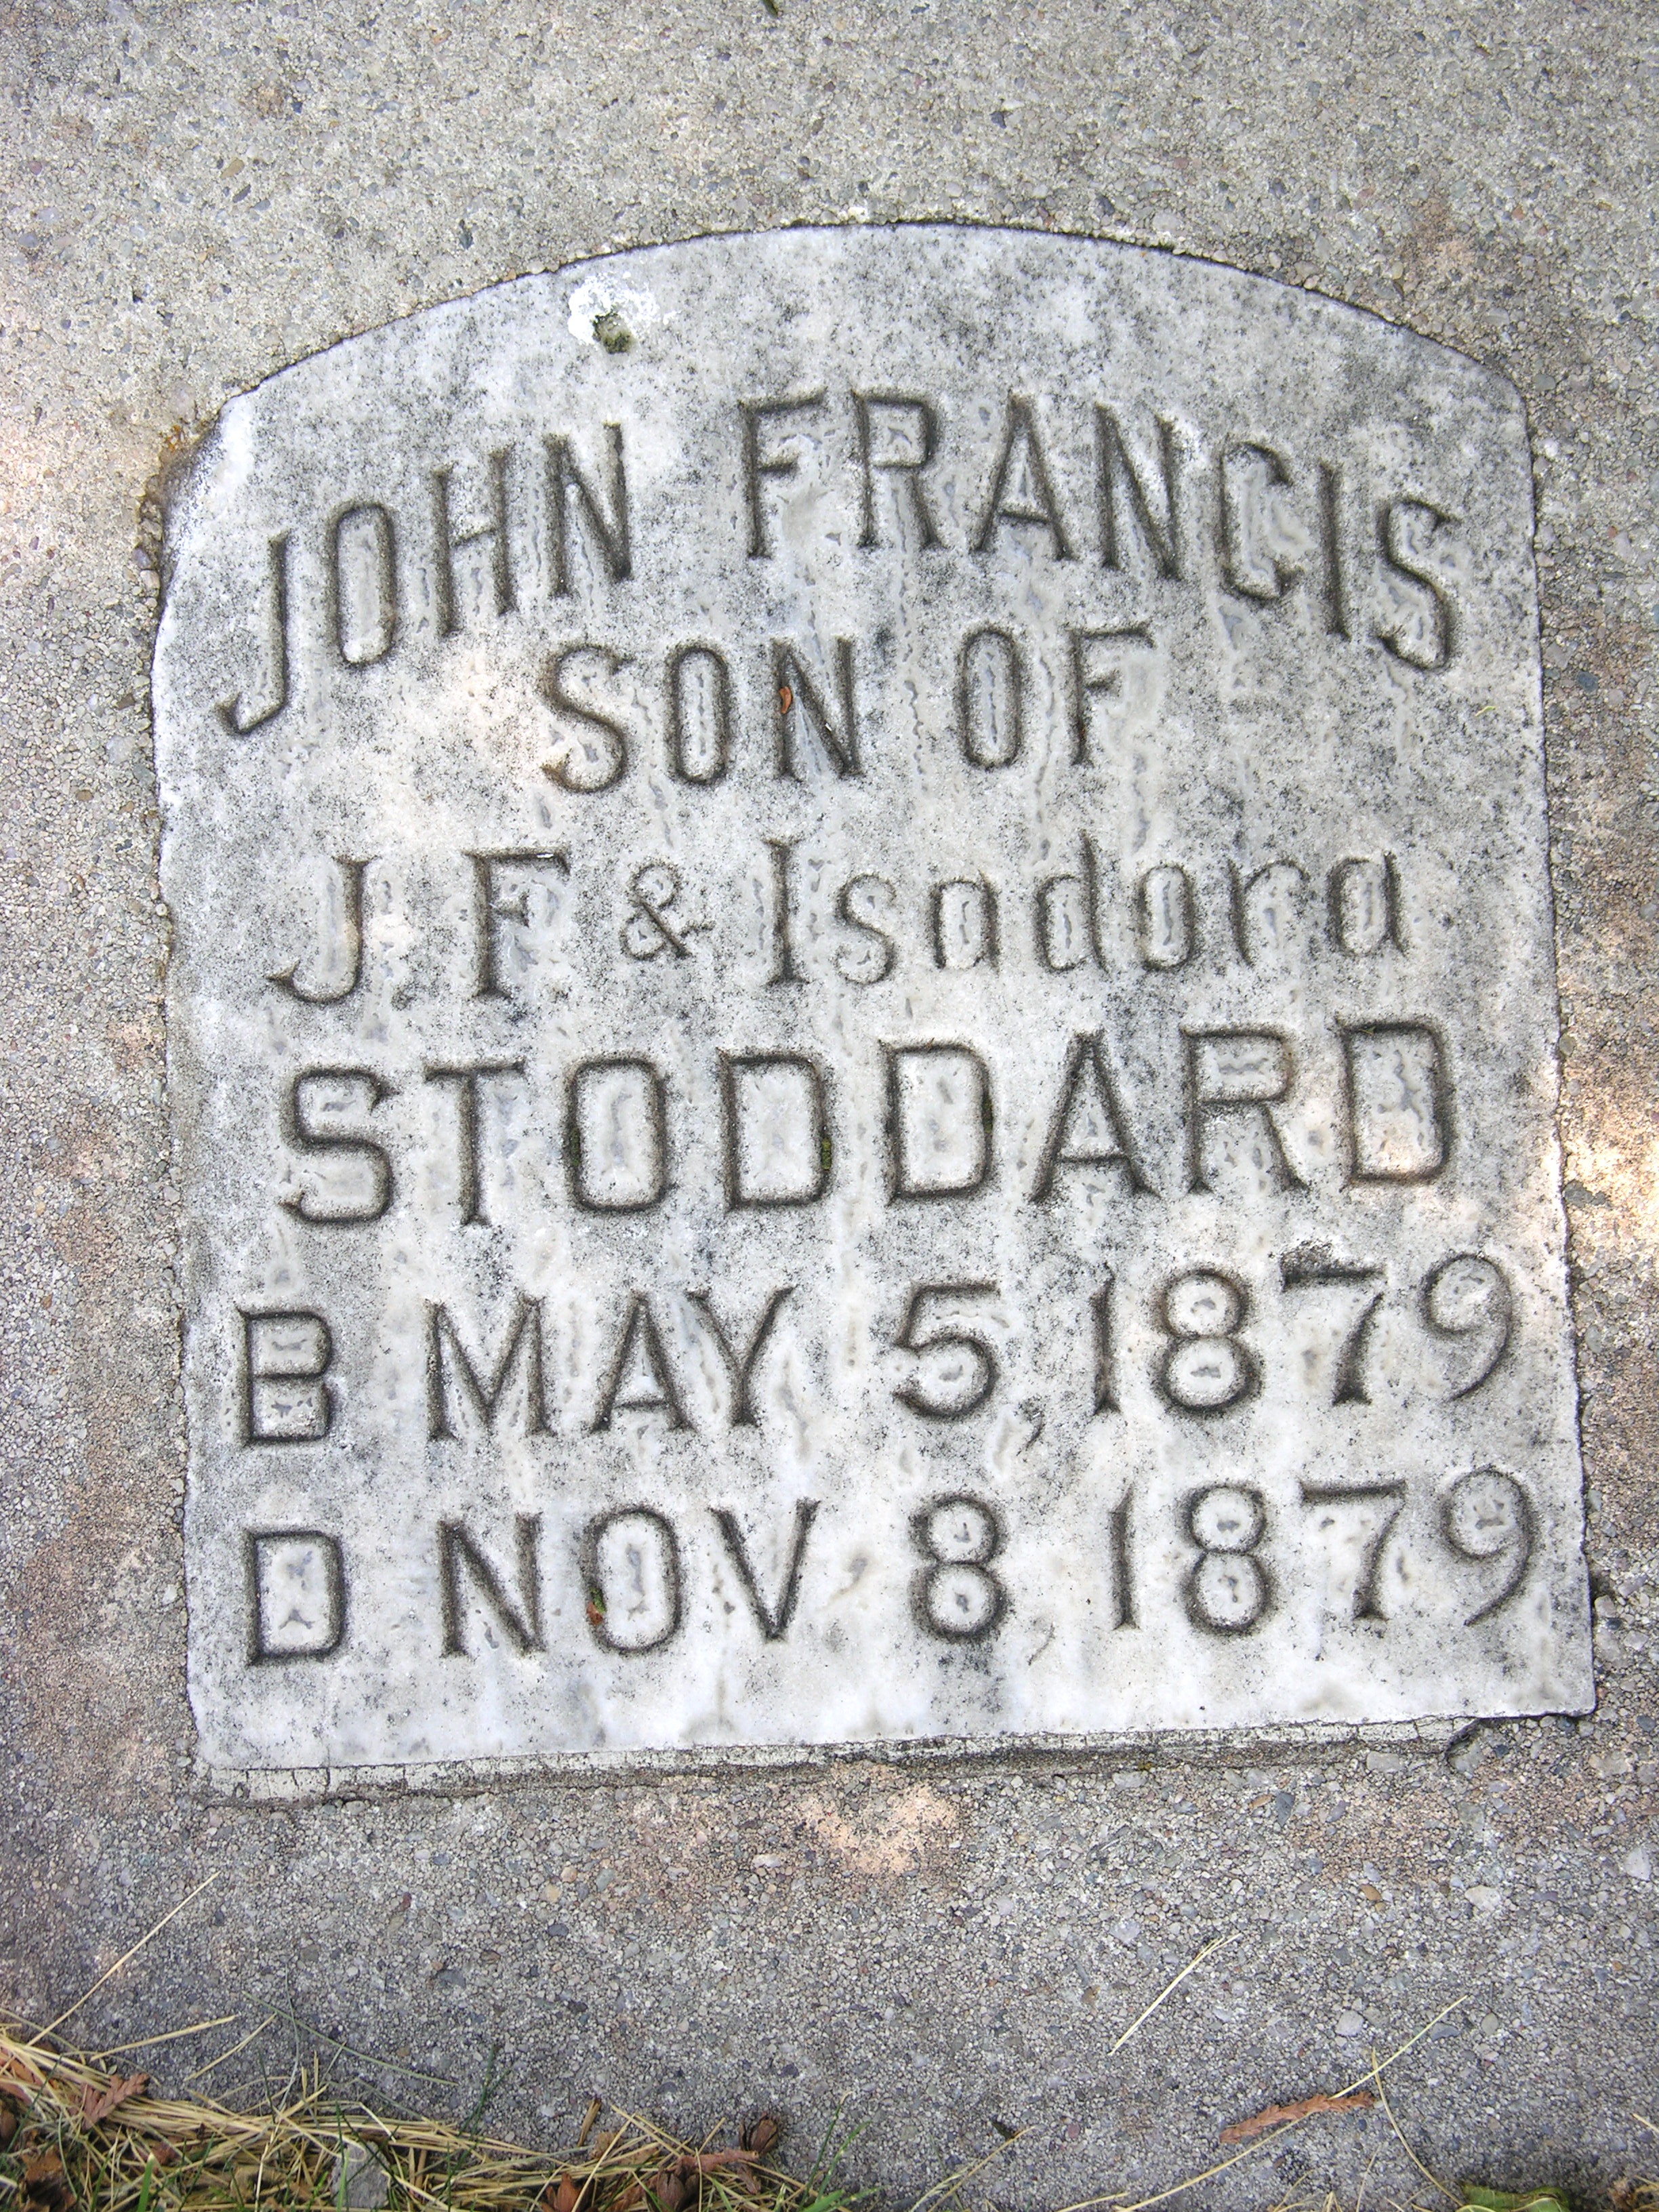 JOHN FRANCIS
SON OF
J. F & Isadora
STODDARD
B MAY 5, 1879
D NOV 8, 1879